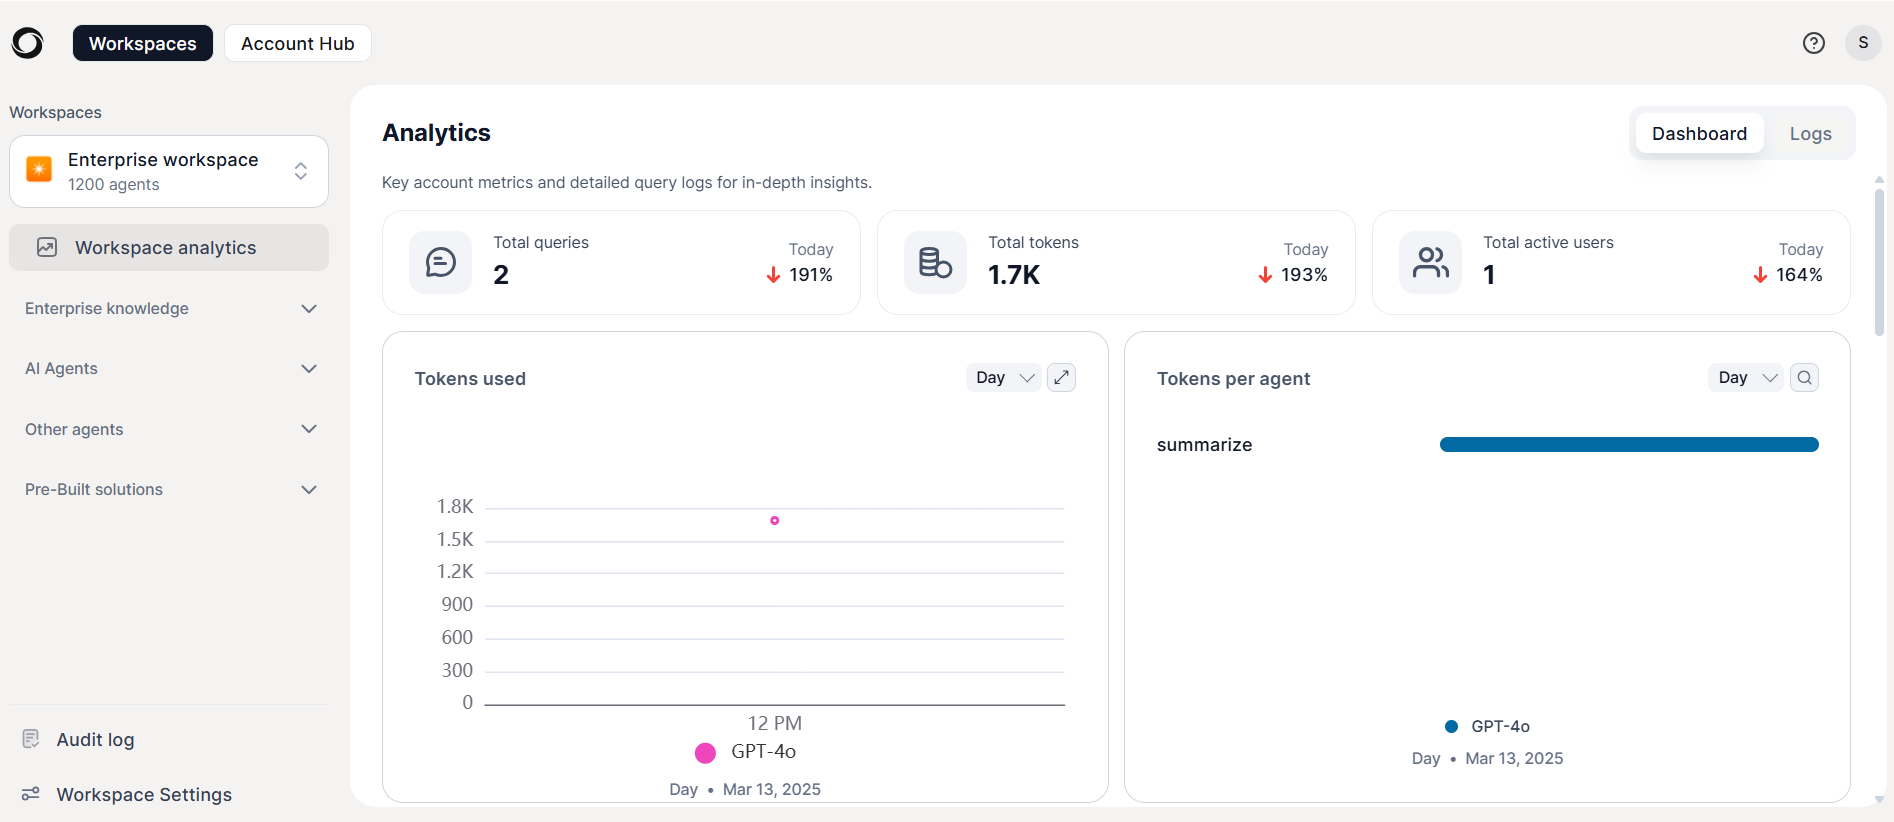 Workspaces
Account Hub
S
Workspaces
Enterprise workspace
1200 agents
Workspace analytics
Enterprise knowledge
AI Agents
Other agents
Pre-Built solutions
Audit log
Workspace Settings
Analytics
Dashboard
Logs
Key account metrics and detailed query logs for in-depth insights.
Total queries
2
Today
191%
Total tokens
1.7K
Today
193%
Total active users
1
Today
164%
Tokens used
Day
1.8K
1.5K
1.2K
900
600
300
0
12 PM
GPT-4o
Day • Mar 13, 2025
Tokens per agent
Day
summarize
GPT-4o
Day • Mar 13, 2025